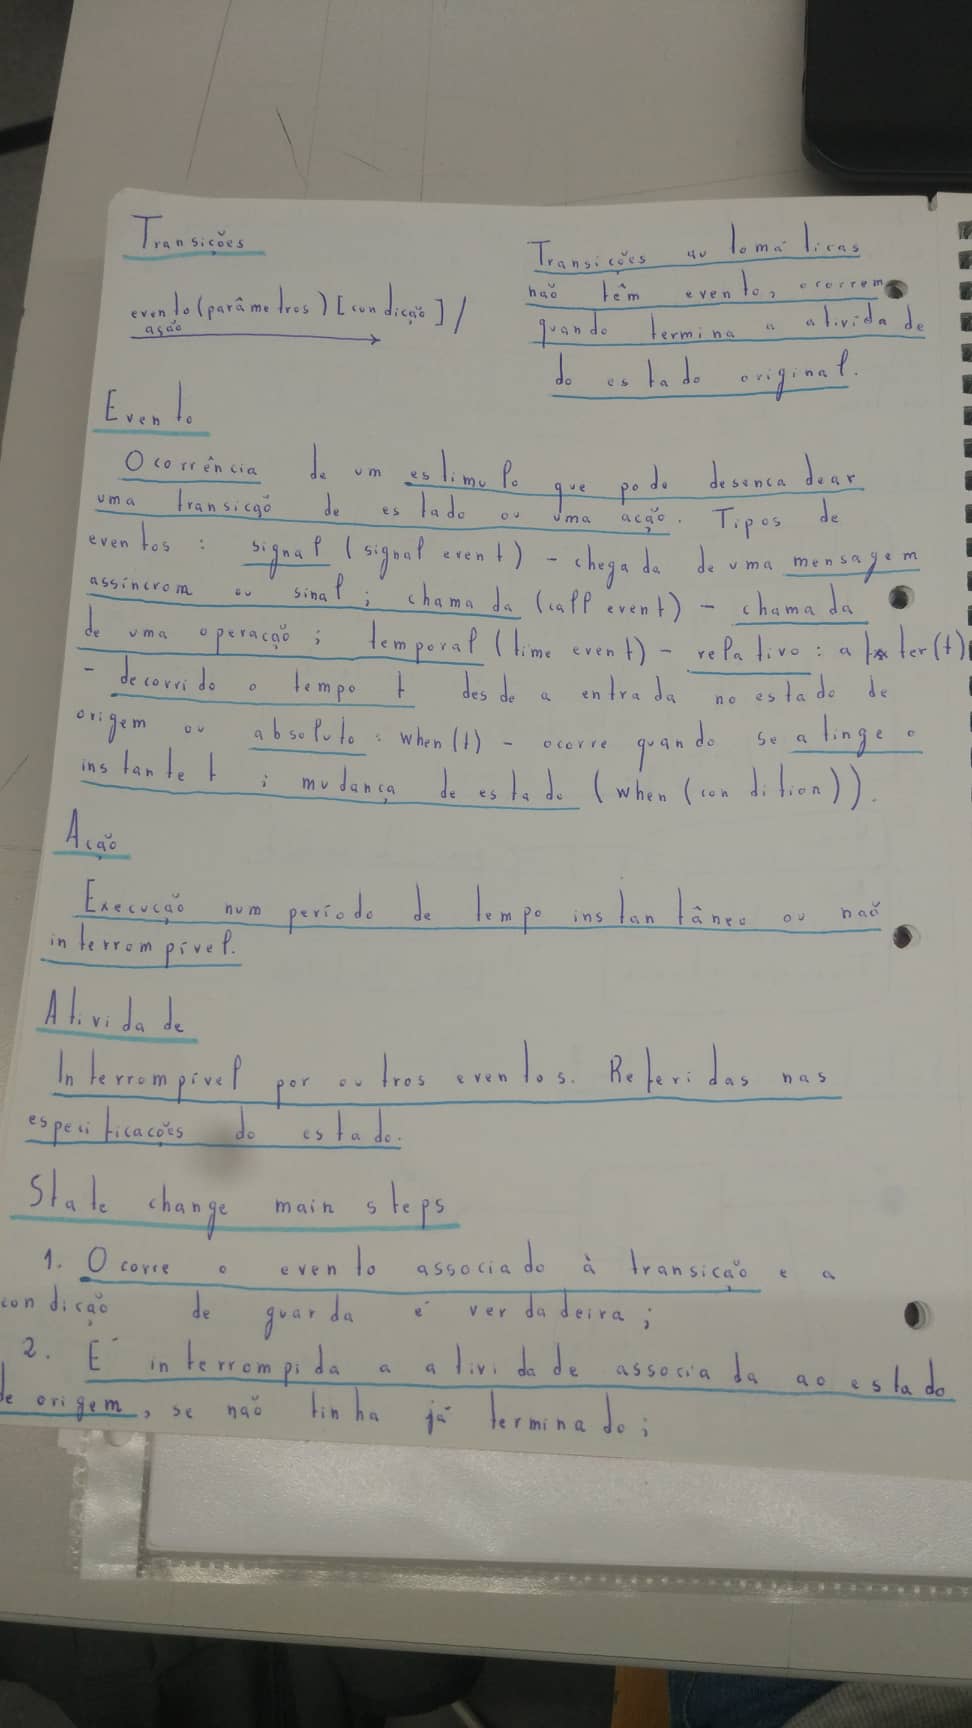 Transições
evento(parâmetros)[condição]/
ação
Transições automáticas
não têm evento, ocorrem
quando termina a atividade
do estado original.
Evento
Ocorrência de um estímulo que pode desencadear
uma transição de estado ou uma ação. Tipos de
eventos: signal (signal event) - chegada de uma mensagem
assíncrom ou sinal; chamada (call event) - chamada
de uma operação; temporal (time event) - relativo: after(t)
- decorrido o tempo t desde a entrada no estado de
origem ou absoluto: when(t) - ocorre quando se atinge o
instante t; mudança de estado (when(condition)).
Ação
Execução num período de tempo instantâneo ou não
interrompível.
Atividade
Interrompível por outros eventos. Referidas nas
especificações do estado.
State change main steps
1. Ocorre o evento associado à transição e a
condição de guarda é verdadeira;
2. É interrompida a atividade associada ao estado
de origem, se não tinha já terminado;